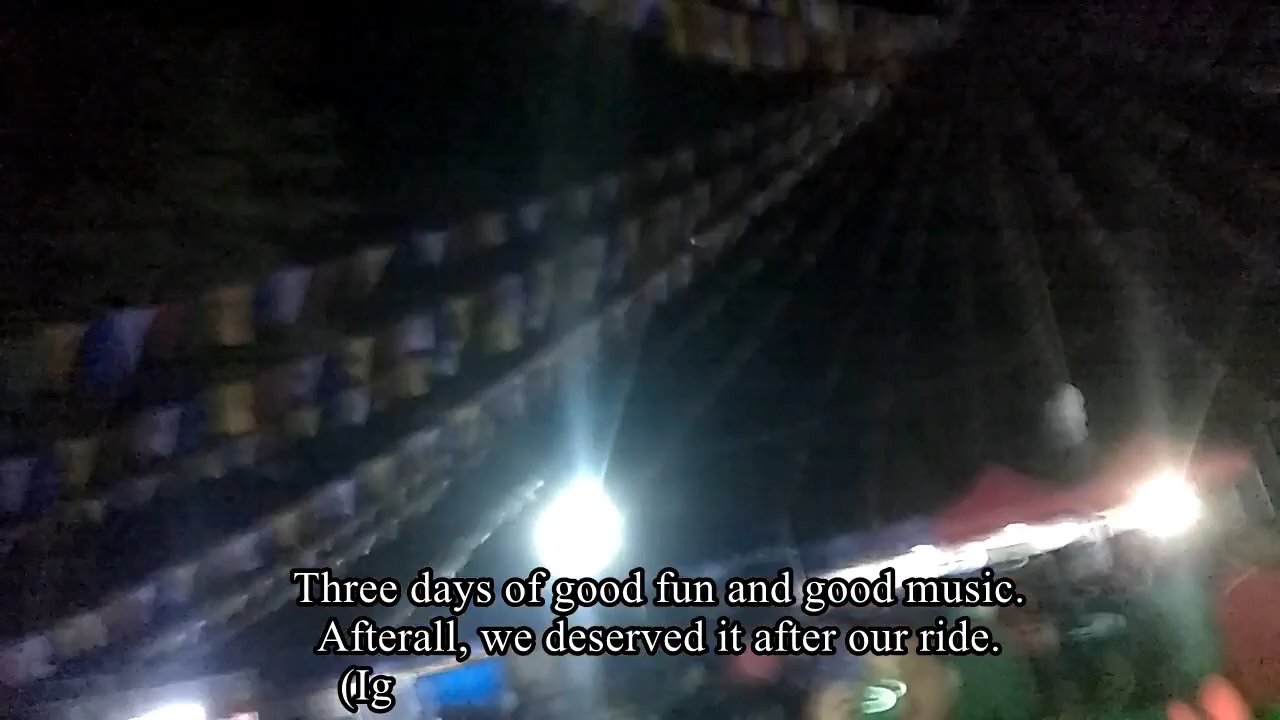 Three days of good fun and good music.
Afterall, we deserved it after our ride.
(Ig